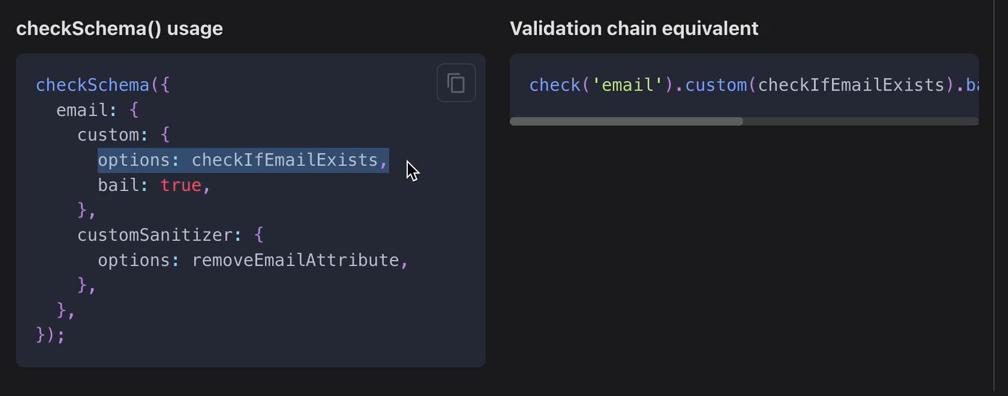 checkSchema() usage
checkSchema({
  email: {
    custom: {
      options: checkIfEmailExists,
      bail: true,
    },
    customSanitizer: {
      options: removeEmailAttribute,
    },
  },
});
Validation chain equivalent
check('email').custom(checkIfEmailExists).ba